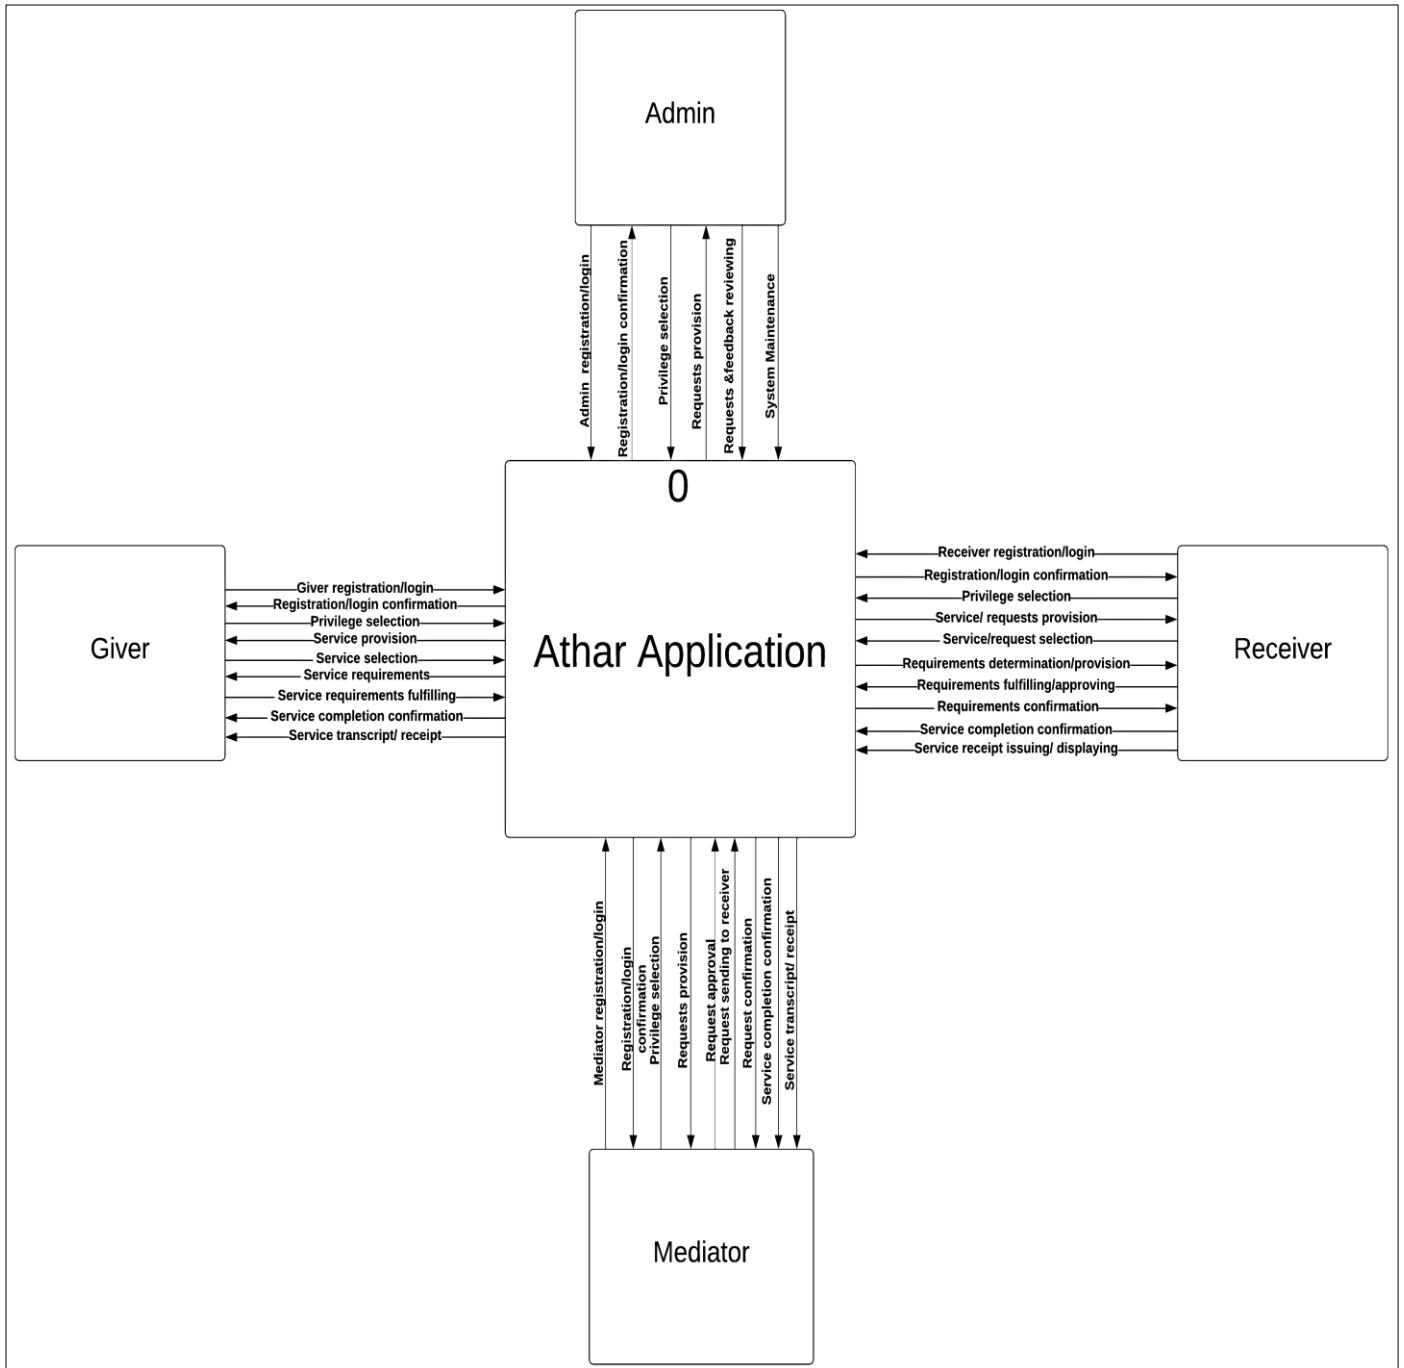 Admin
Admin  registration/login
Registration/login confirmation
Privilege selection
Requests provision
Requests &feedback reviewing
System Maintenance
0
Athar Application
Giver
Giver registration/login
Registration/login confirmation
Privilege selection
Service provision
Service selection
Service requirements
Service requirements fulfilling
Service completion confirmation
Service transcript/ receipt
Receiver registration/login
Registration/login confirmation
Privilege selection
Service/ requests provision
Service/request selection
Requirements determination/provision
Requirements fulfilling/approving
Requirements confirmation
Service completion confirmation
Service receipt issuing/ displaying
Receiver
Mediator registration/login
Registration/login
confirmation
Privilege selection
Requests provision
Request approval
Request sending to receiver
Request confirmation
Service completion confirmation
Service transcript/ receipt
Mediator